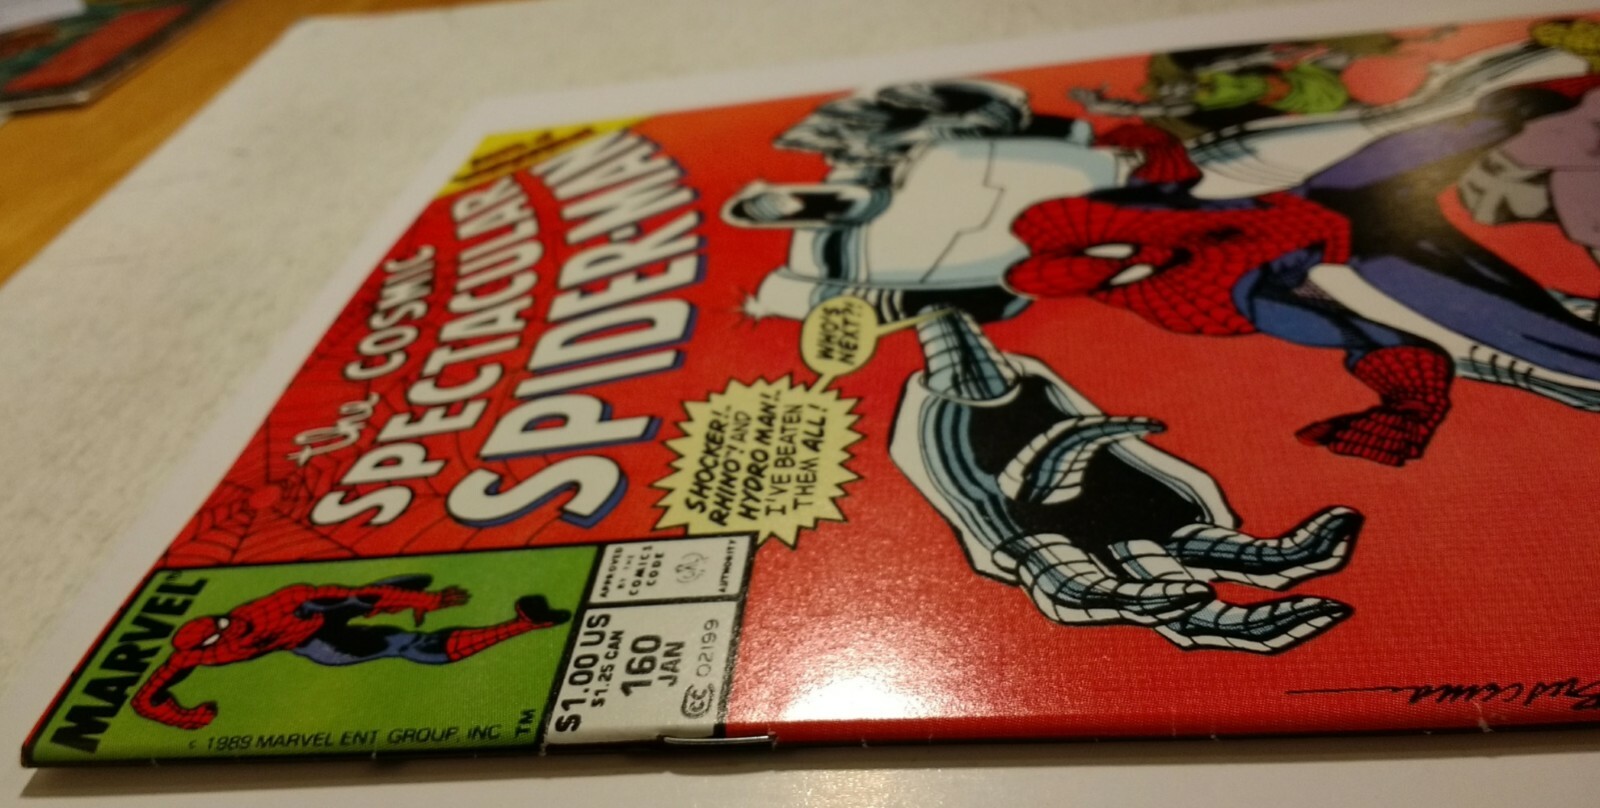 the COSMIC
SPECTACULAR
SPIDER-MAN
WHO'S
NEXT?!
SHOCKER!..
RHINO! AND
HYDRO MAN!..
I'VE BEATEN
THEM ALL!
MARVEL
© 1989 MARVEL ENT GROUP, INC. TM
APPROVED
BY THE
COMICS
CODE
AUTHORITY
$1.00 US
$1.25 CAN
160
JAN
CC 02199